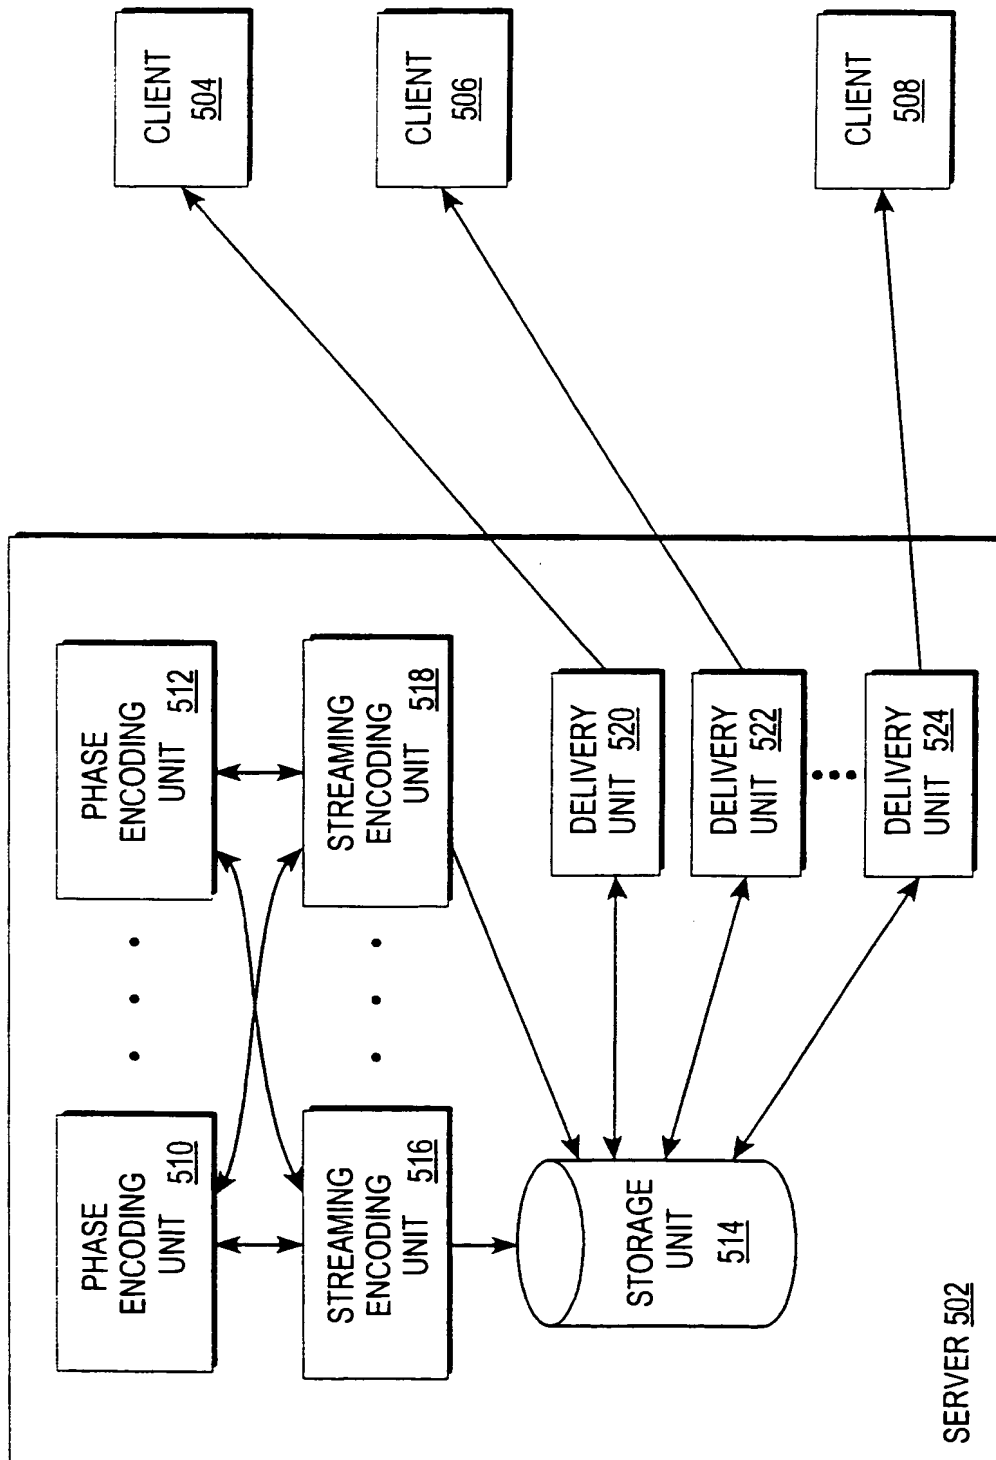 PHASE
ENCODING
UNIT 510
PHASE
ENCODING
UNIT 512
STREAMING
ENCODING
UNIT 516
STREAMING
ENCODING
UNIT 518
STORAGE
UNIT
514
DELIVERY
UNIT 520
DELIVERY
UNIT 522
DELIVERY
UNIT 524
SERVER 502
CLIENT
504
CLIENT
506
CLIENT
508